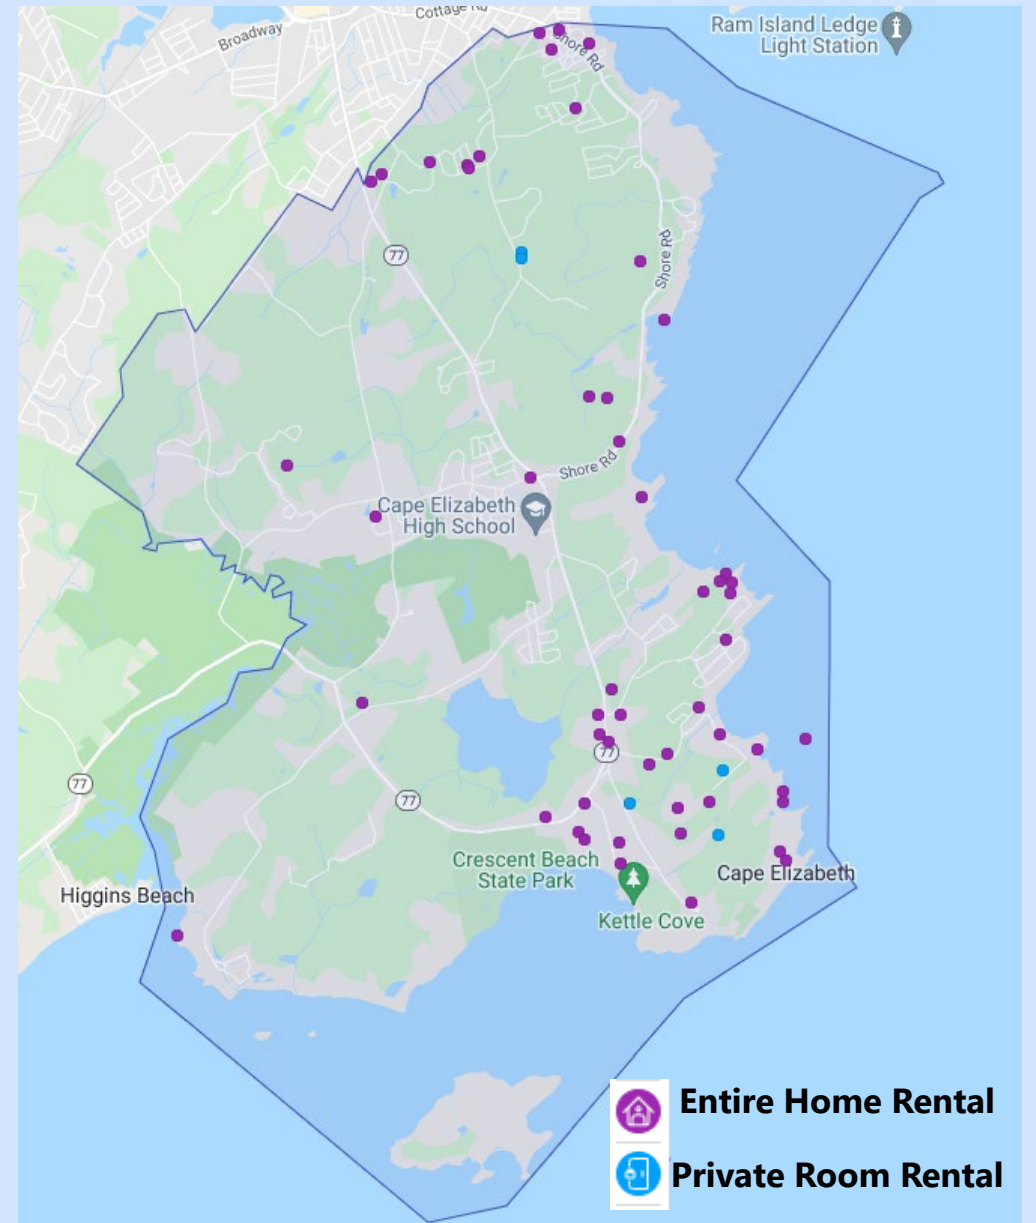 Cottage Rd
Broadway
Ram Island Ledge
Light Station
Shore Rd
77
Shore Rd
Shore Rd
Cape Elizabeth
High School
77
77
77
Crescent Beach
State Park
Cape Elizabeth
Higgins Beach
Kettle Cove
Entire Home Rental
Private Room Rental